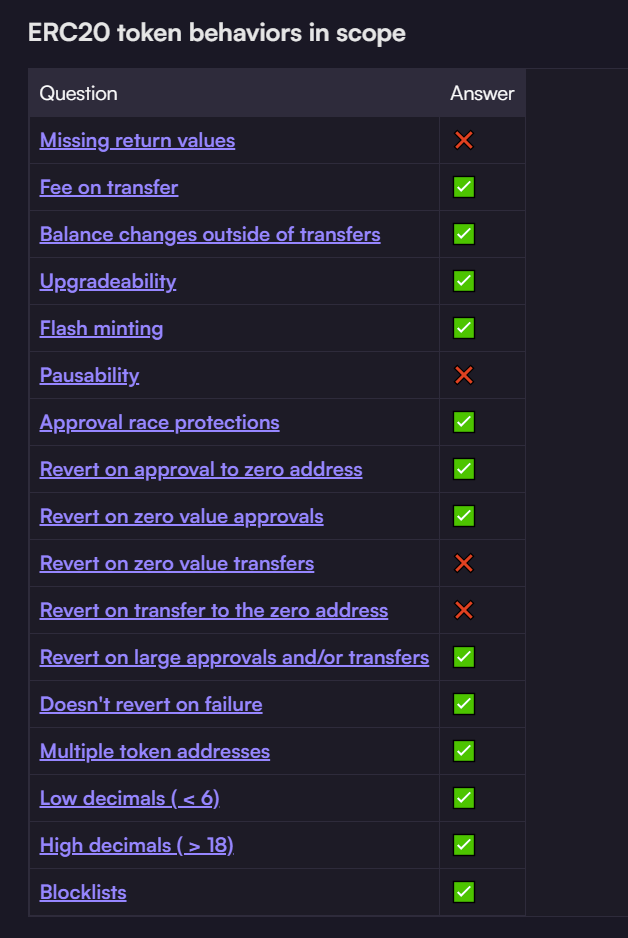 ERC20 token behaviors in scope
Question Answer
Missing return values ❌
Fee on transfer ✅
Balance changes outside of transfers ✅
Upgradeability ✅
Flash minting ✅
Pausability ❌
Approval race protections ✅
Revert on approval to zero address ✅
Revert on zero value approvals ✅
Revert on zero value transfers ❌
Revert on transfer to the zero address ❌
Revert on large approvals and/or transfers ✅
Doesn't revert on failure ✅
Multiple token addresses ✅
Low decimals ( < 6) ✅
High decimals ( > 18) ✅
Blocklists ✅